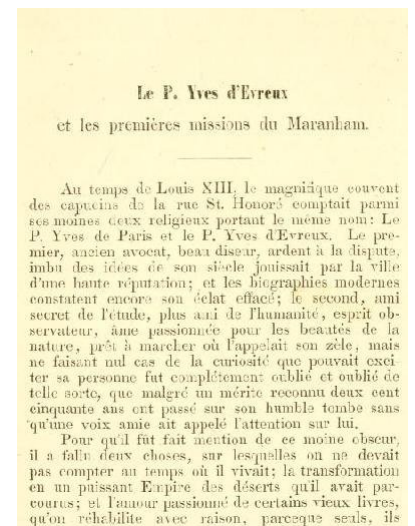 Le P. Yves d'Evreux
et les premières missions du Maranham.
Au temps de Louis XIII, le magnifique couvent
des capucins de la rue St. Honoré comptait parmi
ses moines deux religieux portant le même nom: Le
P. Yves de Paris et le P. Yves d'Evreux. Le pre-
mier, ancien avocat, beau diseur, ardent à la dispute,
imbu des idées de son siècle jouissait par la ville
d'une haute réputation; et les biographies modernes
constatent encore son éclat effacé; le second, ami
secret de l'étude, plus ami de l'humanité, esprit ob-
servateur, âme passionnée pour les beautés de la
nature, prêt à marcher où l'appelait son zèle, mais
ne faisant nul cas de la curiosité que pouvait exci-
ter sa personne fut complétement oublié et oublié de
telle sorte, que malgré un mérite reconnu deux cent
cinquante ans ont passé sur son humble tombe sans
qu'une voix amie ait appelé l'attention sur lui.
Pour qu'il fût fait mention de ce moine obscur,
il a fallu deux choses, sur lesquelles on ne devait
pas compter au temps où il vivait: la transformation
en un puissant Empire des déserts qu'il avait par-
courus; et l'amour passionné de certains vieux livres,
qu'on réhabilite avec raison, parceque seuls, ils